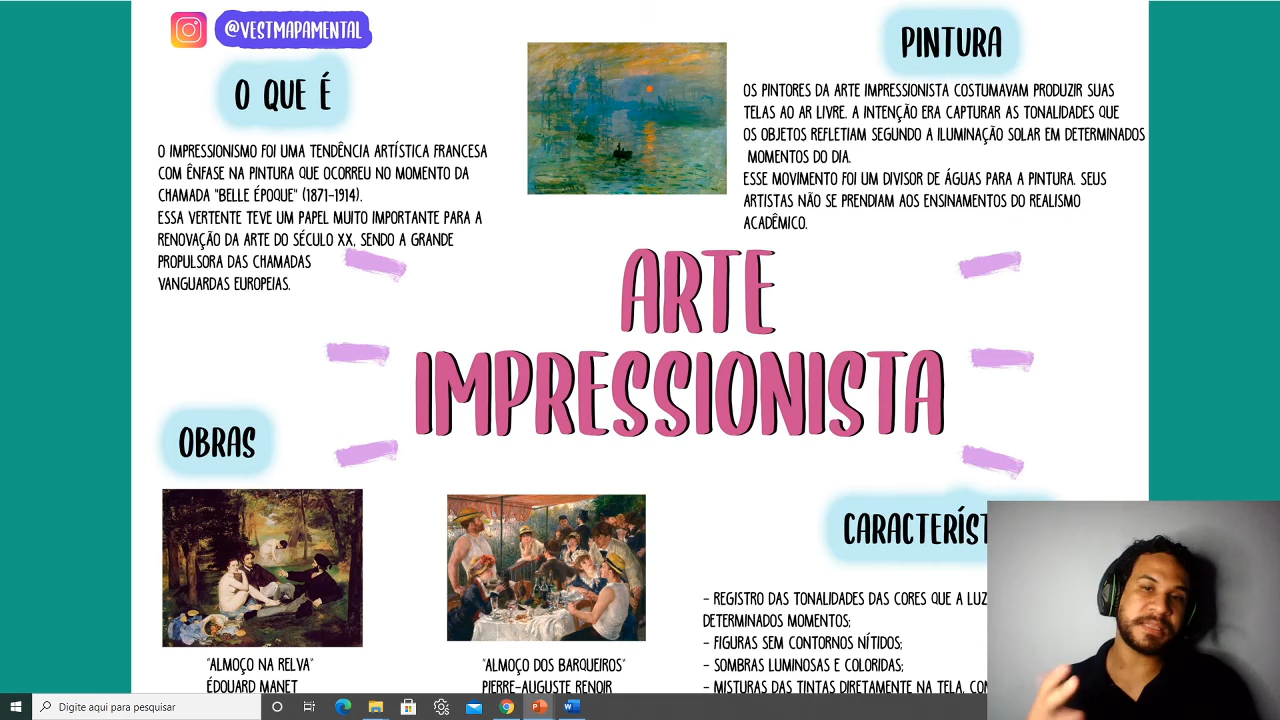 @VESTMAPAMENTAL
O QUE É
O IMPRESSIONISMO FOI UMA TENDÊNCIA ARTÍSTICA FRANCESA
COM ÊNFASE NA PINTURA QUE OCORREU NO MOMENTO DA
CHAMADA "BELLE ÉPOQUE" (1871-1914).
ESSA VERTENTE TEVE UM PAPEL MUITO IMPORTANTE PARA A
RENOVAÇÃO DA ARTE DO SÉCULO XX, SENDO A GRANDE
PROPULSORA DAS CHAMADAS
VANGUARDAS EUROPEIAS.
PINTURA
OS PINTORES DA ARTE IMPRESSIONISTA COSTUMAVAM PRODUZIR SUAS
TELAS AO AR LIVRE. A INTENÇÃO ERA CAPTURAR AS TONALIDADES QUE
OS OBJETOS REFLETIAM SEGUNDO A ILUMINAÇÃO SOLAR EM DETERMINADOS
MOMENTOS DO DIA.
ESSE MOVIMENTO FOI UM DIVISOR DE ÁGUAS PARA A PINTURA. SEUS
ARTISTAS NÃO SE PRENDIAM AOS ENSINAMENTOS DO REALISMO
ACADÊMICO.
ARTE
IMPRESSIONISTA
OBRAS
"ALMOÇO NA RELVA"
ÉDOUARD MANET
"ALMOÇO DOS BARQUEIROS"
PIERRE-AUGUSTE RENOIR
CARACTERÍST
- REGISTRO DAS TONALIDADES DAS CORES QUE A LUZ
DETERMINADOS MOMENTOS;
- FIGURAS SEM CONTORNOS NÍTIDOS;
- SOMBRAS LUMINOSAS E COLORIDAS;
- MISTURAS DAS TINTAS DIRETAMENTE NA TELA, COM
Digite aqui para pesquisar